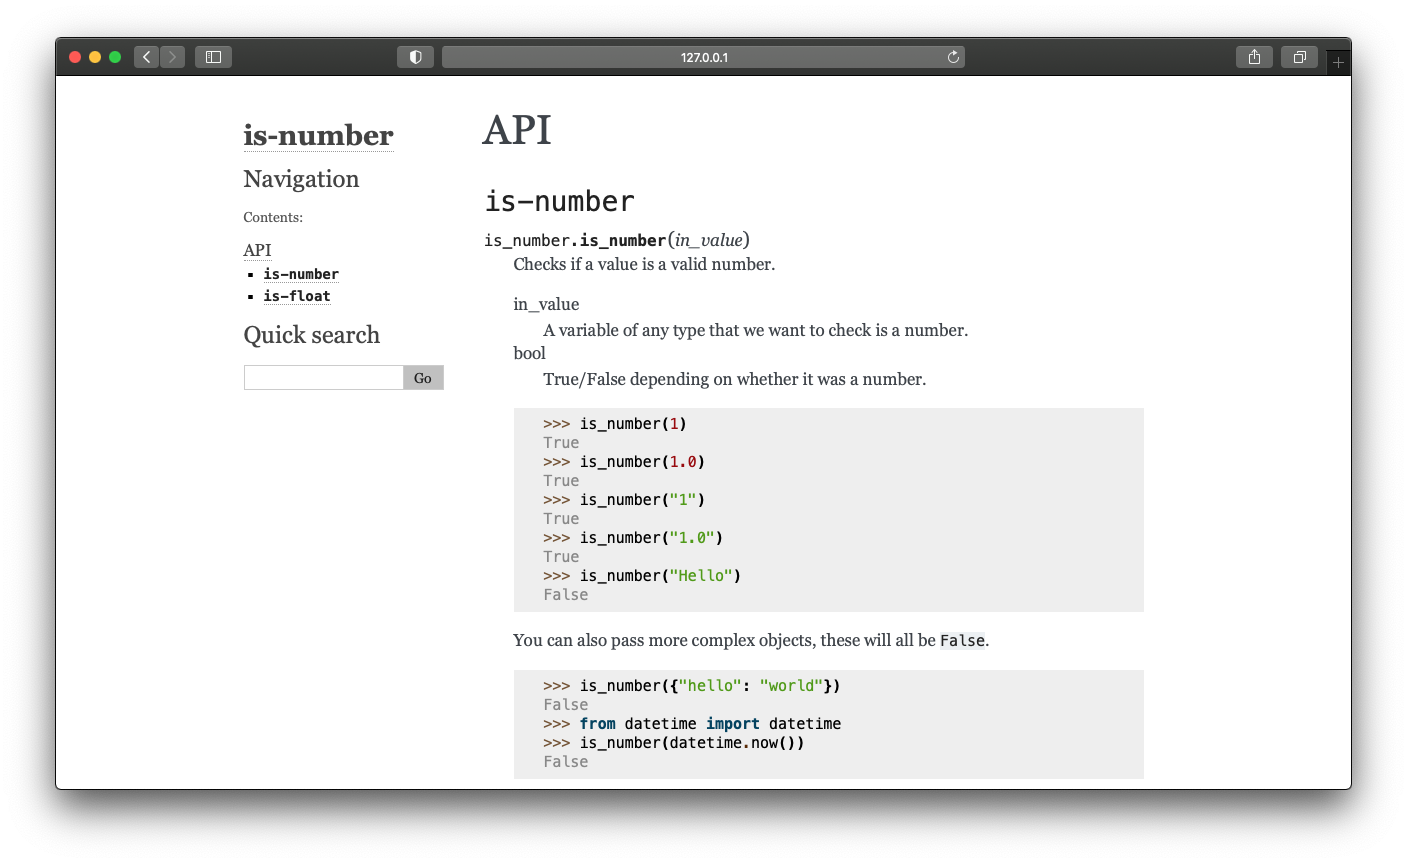 127.0.0.1
is-number
Navigation
Contents:
API
is-number
is-float
Quick search
Go
API
is-number
is_number.is_number(in_value)
Checks if a value is a valid number.
in_value
A variable of any type that we want to check is a number.
bool
True/False depending on whether it was a number.
>>> is_number(1)
True
>>> is_number(1.0)
True
>>> is_number("1")
True
>>> is_number("1.0")
True
>>> is_number("Hello")
False
You can also pass more complex objects, these will all be False.
>>> is_number({"hello": "world"})
False
>>> from datetime import datetime
>>> is_number(datetime.now())
False